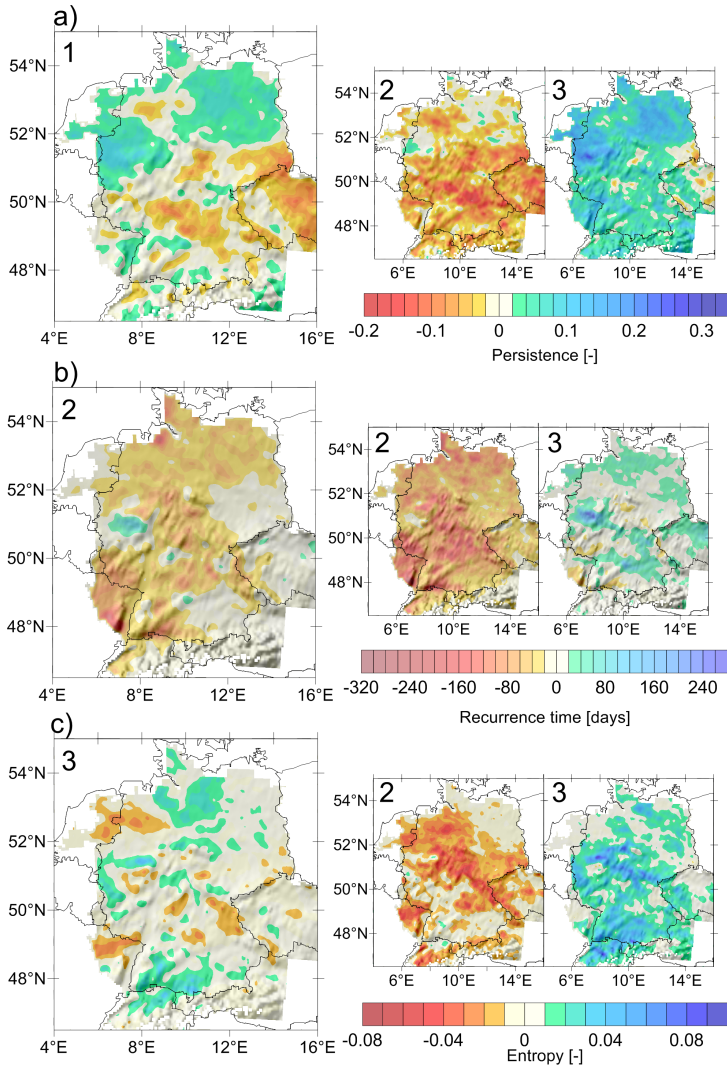 a)
1
54°N
52°N
50°N
48°N
4°E 8°E 12°E 16°E
2 3
54°N
52°N
50°N
48°N
6°E 10°E 14°E 6°E 10°E 14°E
-0.2 -0.1 0 0.1 0.2 0.3
Persistence [-]
b)
2
54°N
52°N
50°N
48°N
4°E 8°E 12°E 16°E
2 3
54°N
52°N
50°N
48°N
6°E 10°E 14°E 6°E 10°E 14°E
-320 -240 -160 -80 0 80 160 240
Recurrence time [days]
c)
3
54°N
52°N
50°N
48°N
4°E 8°E 12°E 16°E
2 3
54°N
52°N
50°N
48°N
6°E 10°E 14°E 6°E 10°E 14°E
-0.08 -0.04 0 0.04 0.08
Entropy [-]